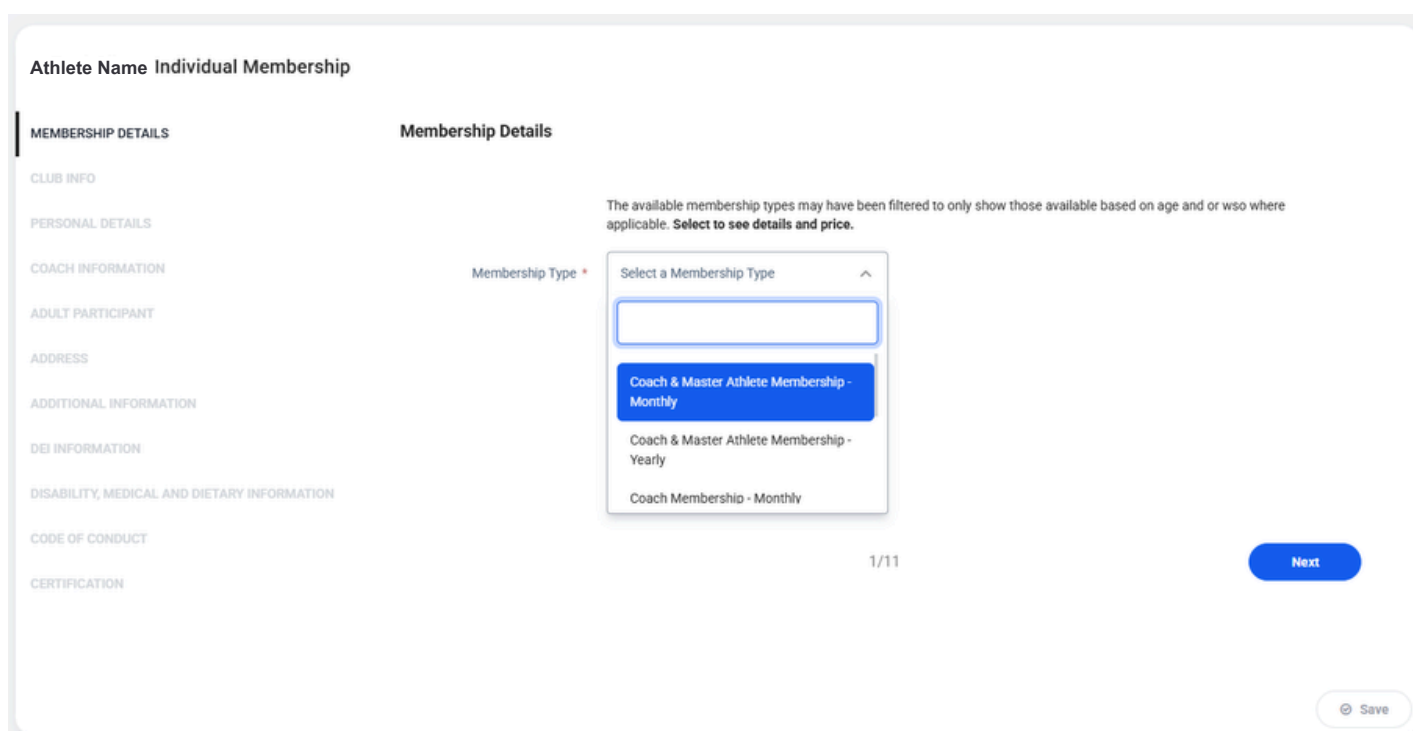 Athlete Name Individual Membership
MEMBERSHIP DETAILS
CLUB INFO
PERSONAL DETAILS
COACH INFORMATION
ADULT PARTICIPANT
ADDRESS
ADDITIONAL INFORMATION
DEI INFORMATION
DISABILITY, MEDICAL AND DIETARY INFORMATION
CODE OF CONDUCT
CERTIFICATION
Membership Details
The available membership types may have been filtered to only show those available based on age and or wso where
applicable. Select to see details and price.
Membership Type *
Select a Membership Type
Coach & Master Athlete Membership -
Monthly
Coach & Master Athlete Membership -
Yearly
Coach Membership - Monthly
1/11
Next
Save